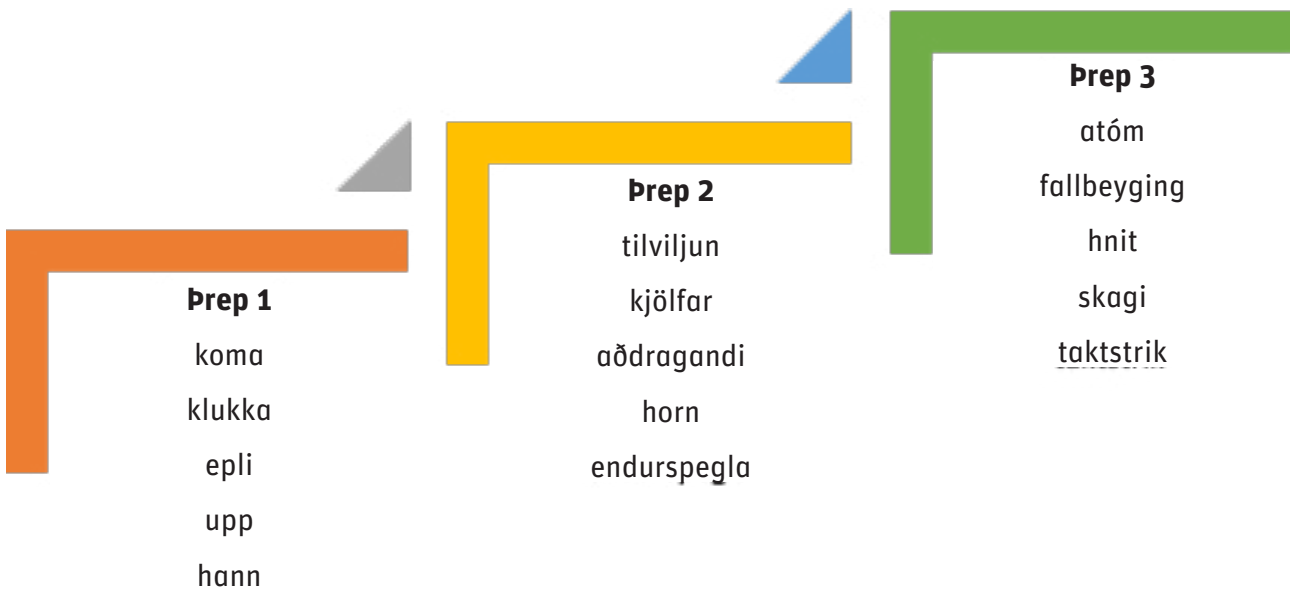 Þrep 1
koma
klukka
epli
upp
hann
Þrep 2
tilviljun
kjölfar
aðdragandi
horn
endurspegla
Þrep 3
atóm
fallbeyging
hnit
skagi
taktstrik